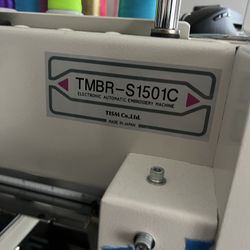 TMBR-S1501C
ELECTRONIC AUTOMATIC EMBROIDERY MACHINE
TISM Co.,Ltd.
MADE IN JAPAN